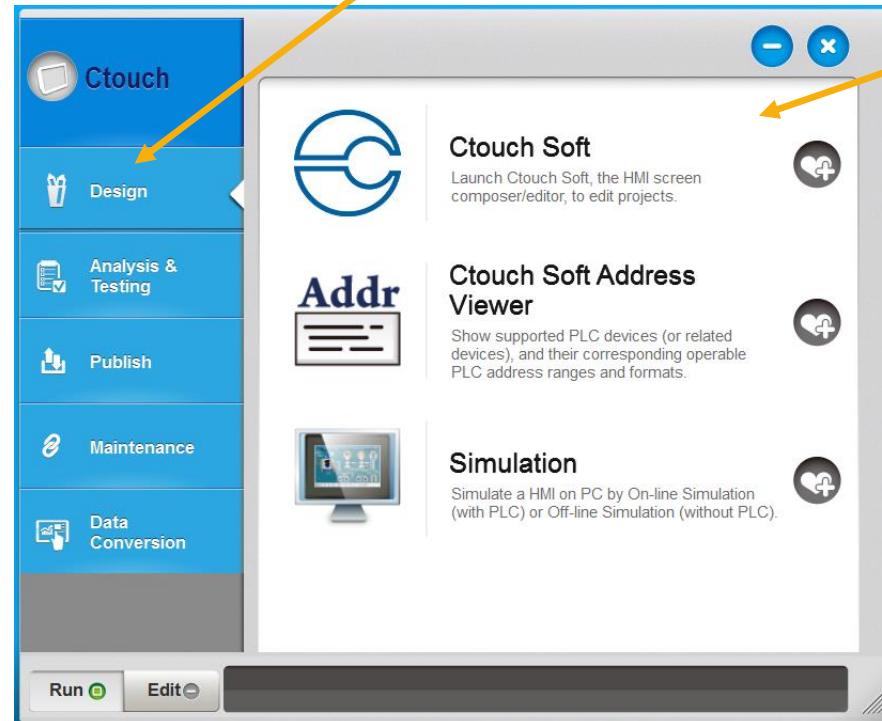 Ctouch
Design
Analysis &
Testing
Publish
Maintenance
Data
Conversion
Ctouch Soft
Launch Ctouch Soft, the HMI screen
composer/editor, to edit projects.
Addr
Ctouch Soft Address
Viewer
Show supported PLC devices (or related
devices), and their corresponding operable
PLC address ranges and formats.
Simulation
Simulate a HMI on PC by On-line Simulation
(with PLC) or Off-line Simulation (without PLC).
Run
Edit